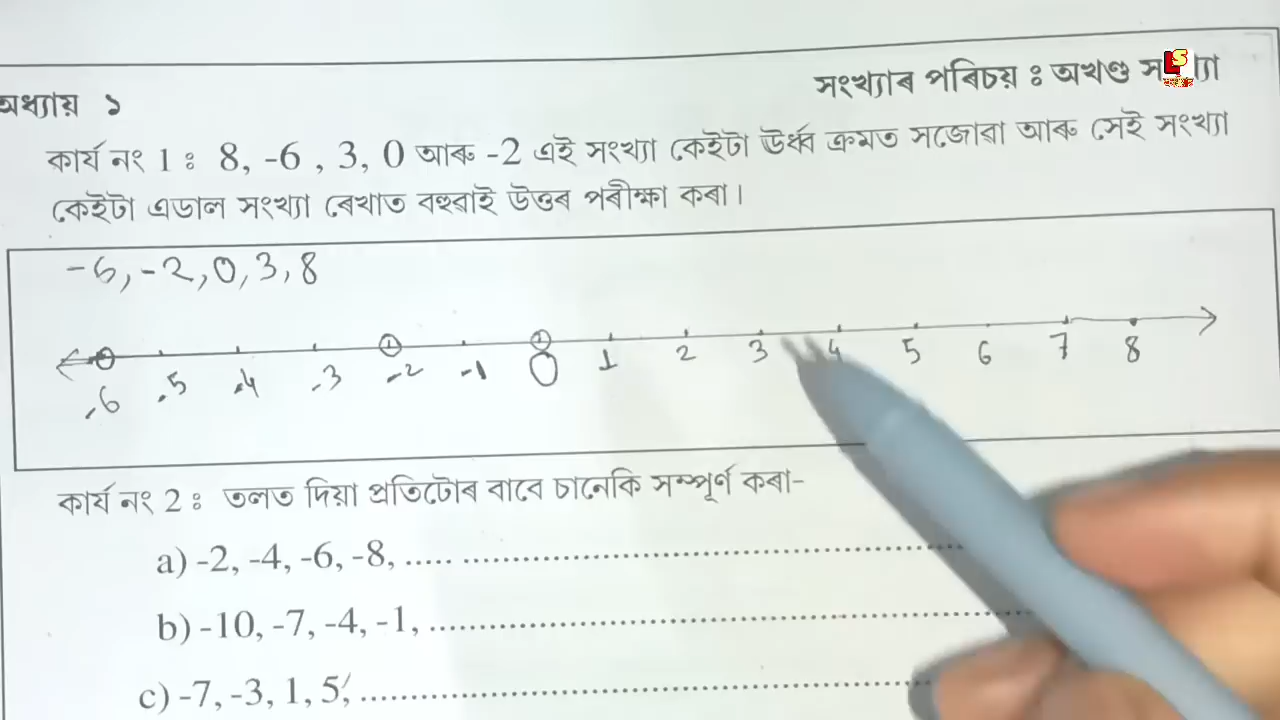 অধ্যায় ১
সংখ্যাৰ পৰিচয় : অখণ্ড
কাৰ্য নং 1 : 8, -6 , 3, 0 আৰু -2 এই সংখ্যা কেইটা ঊৰ্ধ্ব ক্ৰমত সজোৱা আৰু সেই সংখ্যা
কেইটা এডাল সংখ্যা ৰেখাত বহুৱাই উত্তৰ পৰীক্ষা কৰা।
-6, -2, 0, 3, 8
-6 -5 -4 -3 -2 -1 0 1 2 3 4 5 6 7 8
কাৰ্য নং 2 : তলত দিয়া প্ৰতিটোৰ বাবে চানেকি সম্পূৰ্ণ কৰা-
a) -2, -4, -6, -8, ..... ..........................................
b) -10, -7, -4, -1, ..................................................
c) -7, -3, 1, 5, ..................................................